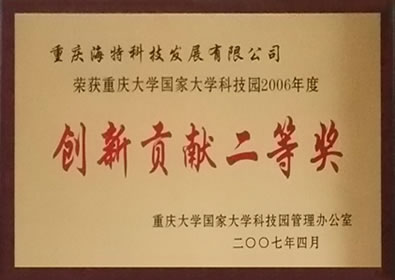 重庆海特科技发展有限公司
荣获重庆大学国家大学科技园2006年度
创新贡献二等奖
重庆大学国家大学科技园管理办公室
二〇〇七年四月